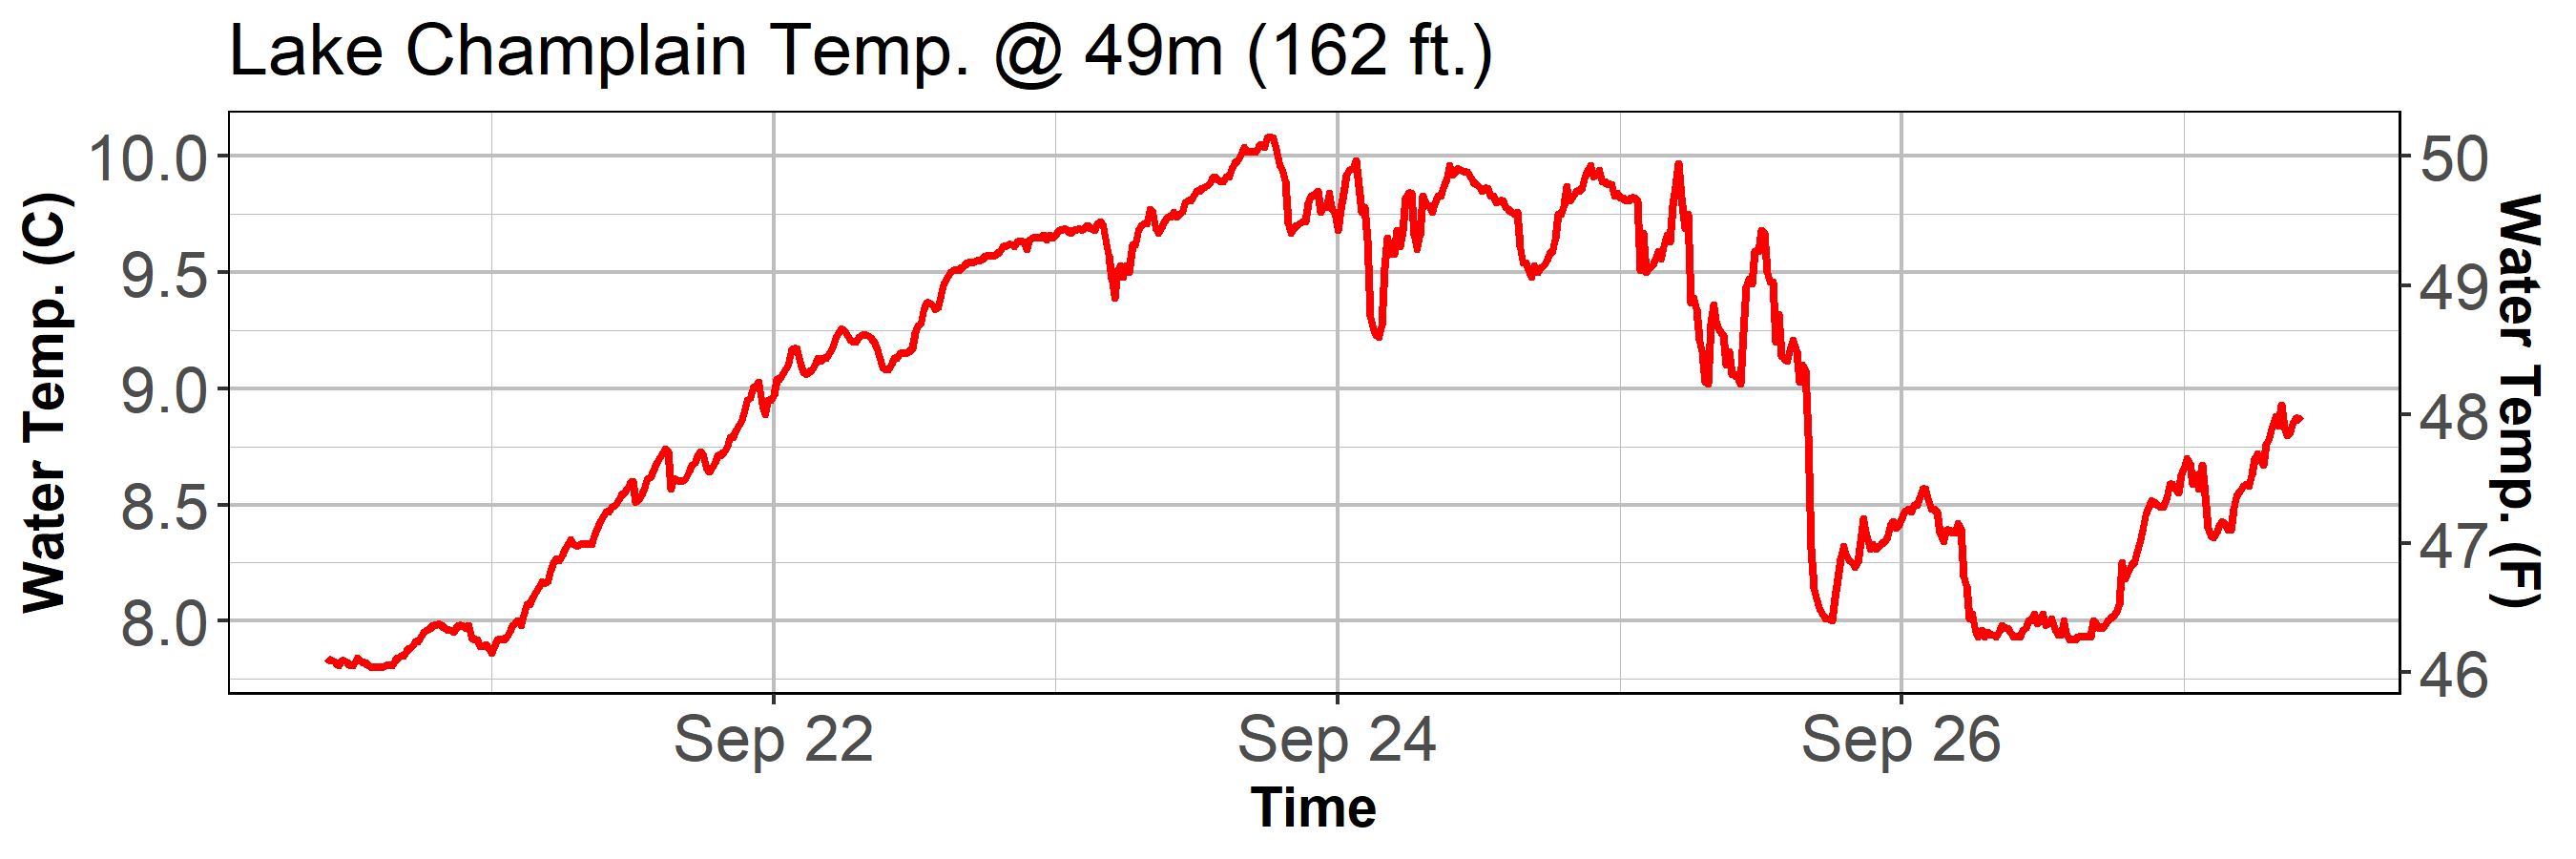 Lake Champlain Temp. @ 49m (162 ft.)
Water Temp. (C)
10.0
9.5
9.0
8.5
8.0
50
49
48
47
46
Water Temp. (F)
Sep 22 Sep 24 Sep 26
Time